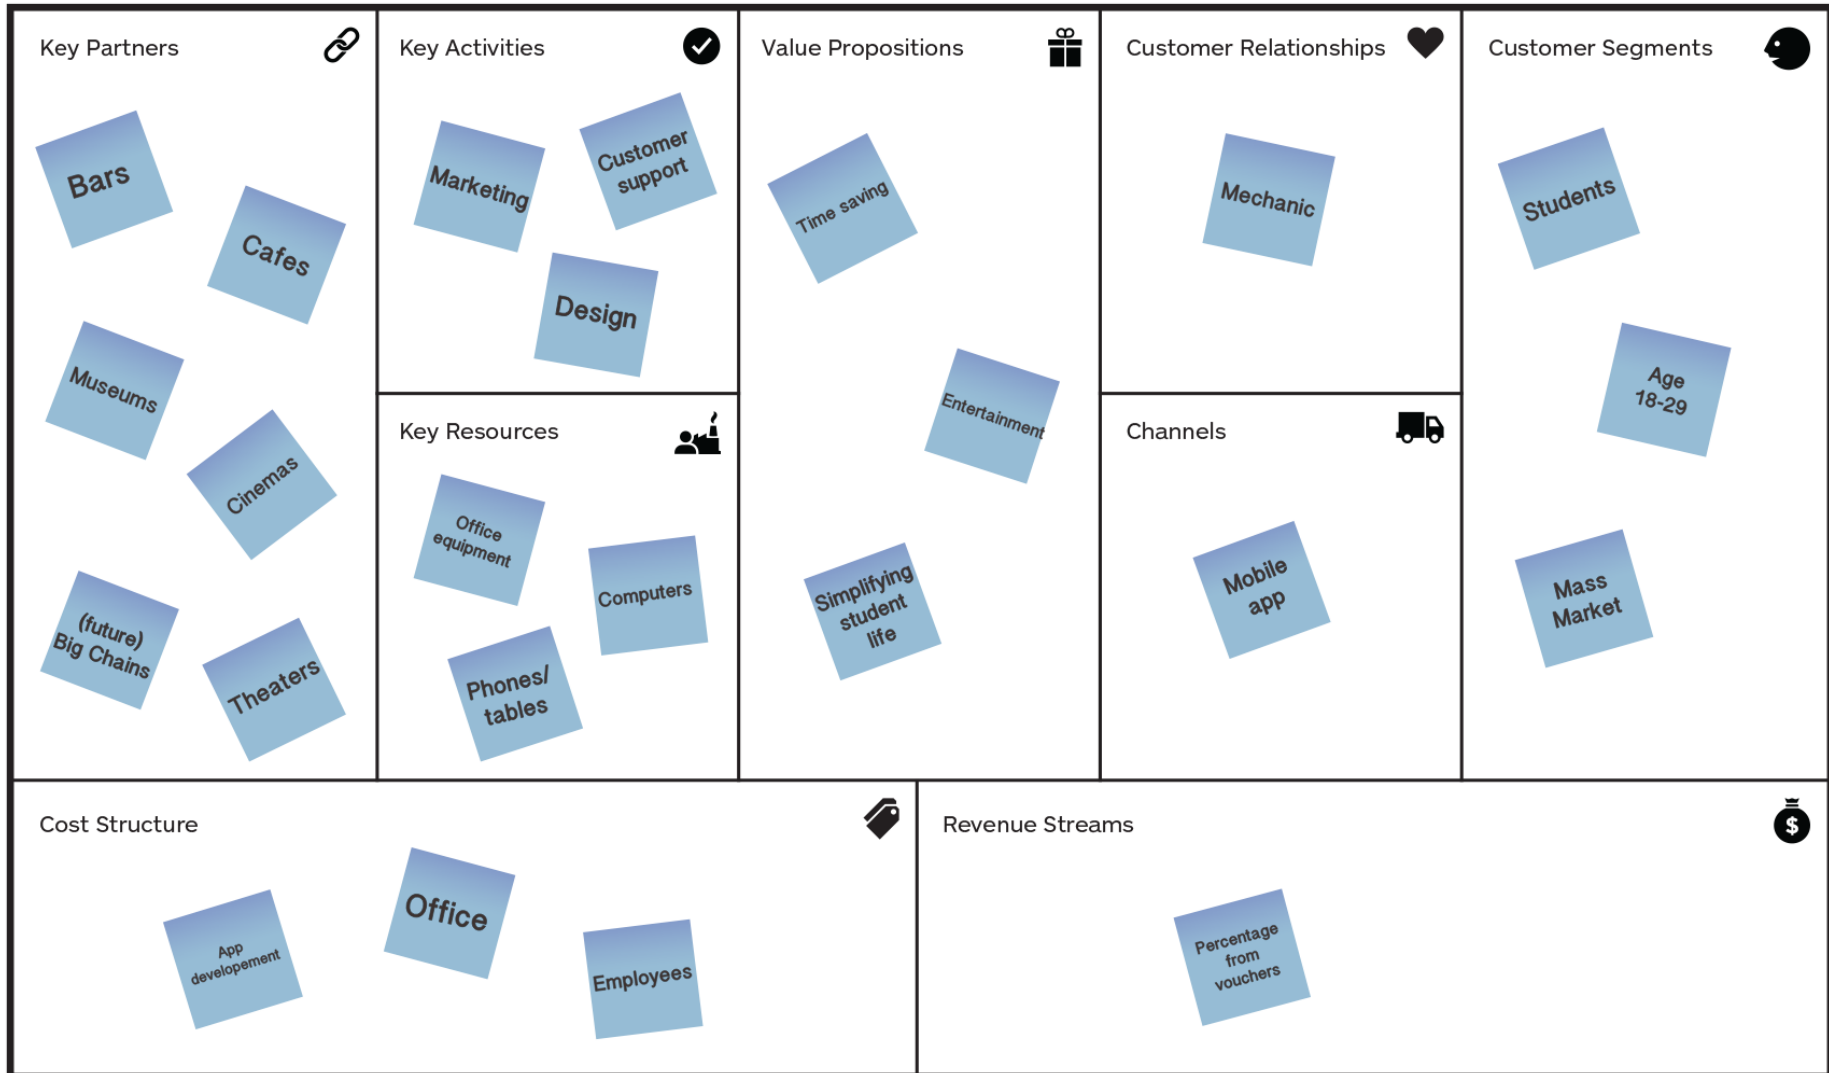 Key Partners
Bars
Cafes
Museums
Cinemas
(future)
Big Chains
Theaters
Key Activities
Marketing
Customer
support
Design
Key Resources
Office
equipment
Computers
Phones/
tables
Value Propositions
Time saving
Entertainment
Simplifying
student
life
Customer Relationships
Mechanic
Channels
Mobile
app
Customer Segments
Students
Age
18-29
Mass
Market
Cost Structure
App
developement
Office
Employees
Revenue Streams
$
Percentage
from
vouchers